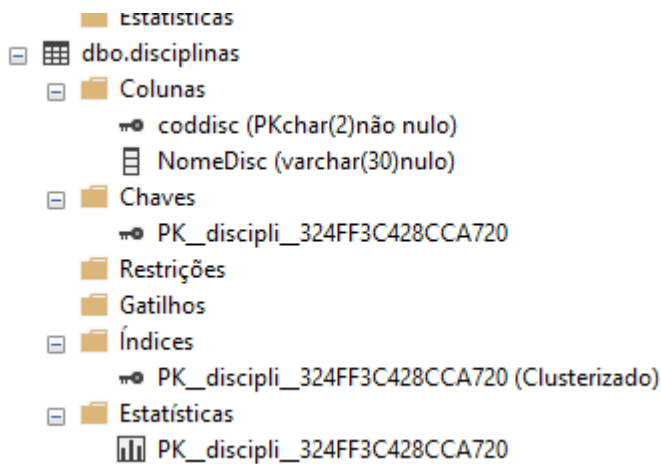 Estatísticas
dbo.disciplinas
Colunas
coddisc (PKchar(2)não nulo)
NomeDisc (varchar(30)nulo)
Chaves
PK__discipli__324FF3C428CCA720
Restrições
Gatilhos
Índices
PK__discipli__324FF3C428CCA720 (Clusterizado)
Estatísticas
PK__discipli__324FF3C428CCA720